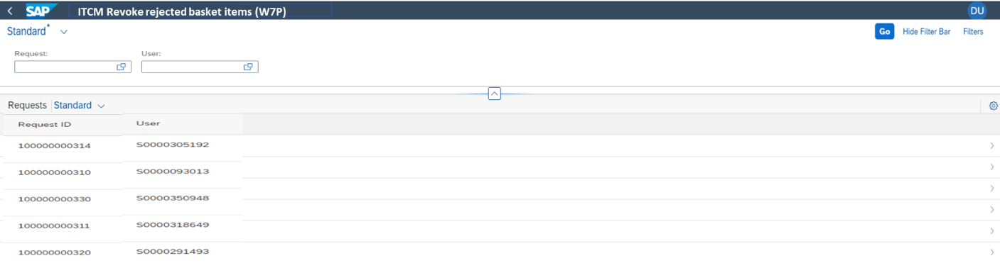 SAP ITCM Revoke rejected basket items (W7P) DU
Standard* Go Hide Filter Bar Filters
Request: User:
Requests Standard
Request ID User
100000000314 S0000305192
100000000310 S0000093013
100000000330 S0000350948
100000000311 S0000318649
100000000320 S0000291493